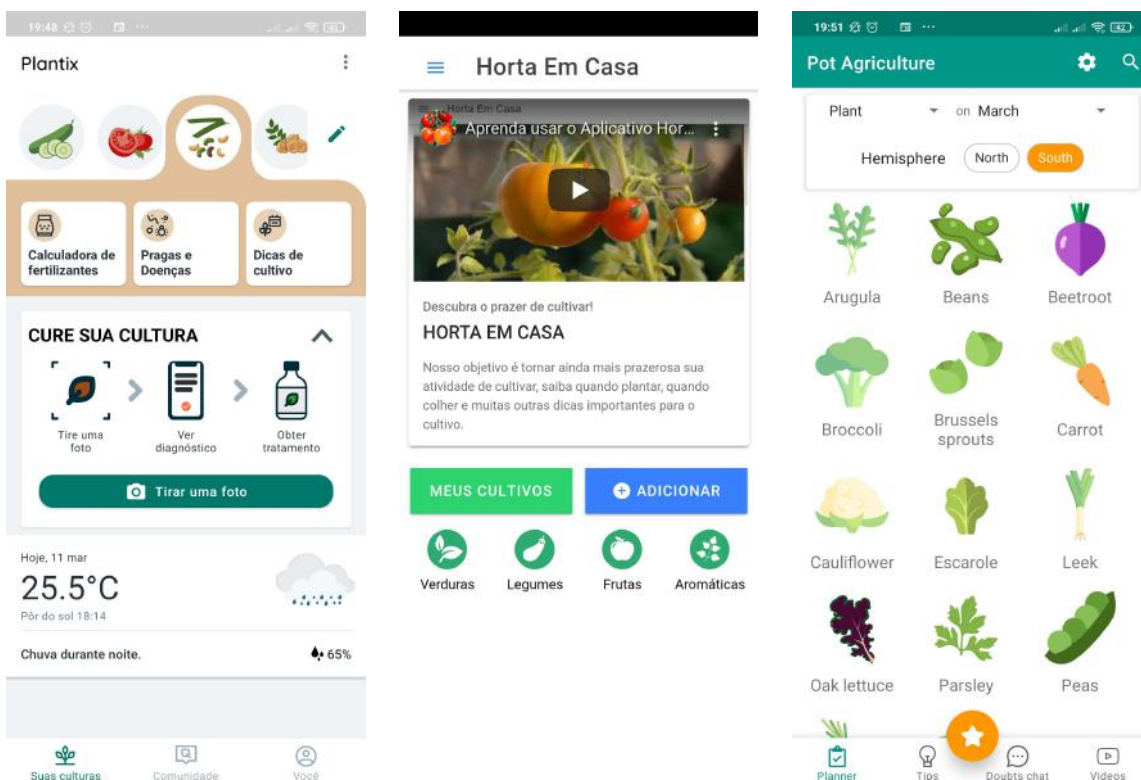 19:48
Plantix
Calculadora de
fertilizantes
Pragas e
Doenças
Dicas de
cultivo
CURE SUA CULTURA
Tire uma
foto
Ver
diagnóstico
Obter
tratamento
Tirar uma foto
Hoje, 11 mar
25.5°C
Pôr do sol 18:14
Chuva durante noite.
65%
Suas culturas
Comunidade
Você
Horta Em Casa
Horta Em Casa
Aprenda usar o Aplicativo Hor...
Descubra o prazer de cultivar!
HORTA EM CASA
Nosso objetivo é tornar ainda mais prazerosa sua
atividade de cultivar, saiba quando plantar, quando
colher e muitas outras dicas importantes para o
cultivo.
MEUS CULTIVOS
ADICIONAR
Verduras
Legumes
Frutas
Aromáticas
19:51
42
Pot Agriculture
Plant on March
Hemisphere North South
Arugula
Beans
Beetroot
Broccoli
Brussels
sprouts
Carrot
Cauliflower
Escarole
Leek
Oak lettuce
Parsley
Peas
Planner
Tips
Doubts chat
Videos